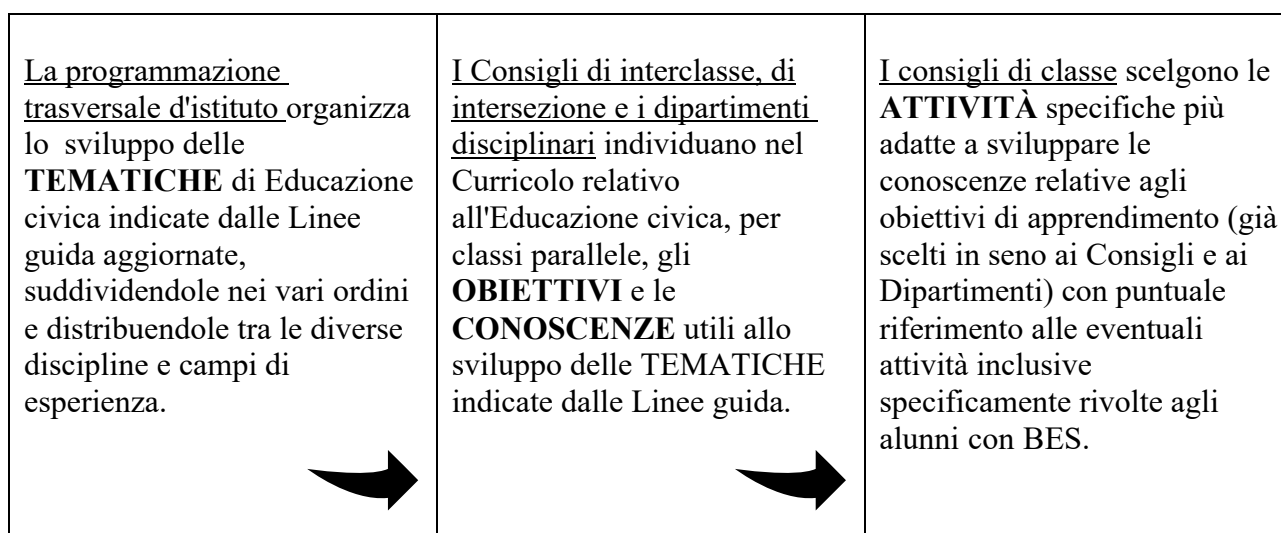 La programmazione
trasversale d'istituto organizza
lo sviluppo delle
TEMATICHE di Educazione
civica indicate dalle Linee
guida aggiornate,
suddividendole nei vari ordini
e distribuendole tra le diverse
discipline e campi di
esperienza.
I Consigli di interclasse, di
intersezione e i dipartimenti
disciplinari individuano nel
Curricolo relativo
all'Educazione civica, per
classi parallele, gli
OBIETTIVI e le
CONOSCENZE utili allo
sviluppo delle TEMATICHE
indicate dalle Linee guida.
I consigli di classe scelgono le
ATTIVITÀ specifiche più
adatte a sviluppare le
conoscenze relative agli
obiettivi di apprendimento (già
scelti in seno ai Consigli e ai
Dipartimenti) con puntuale
riferimento alle eventuali
attività inclusive
specificamente rivolte agli
alunni con BES.